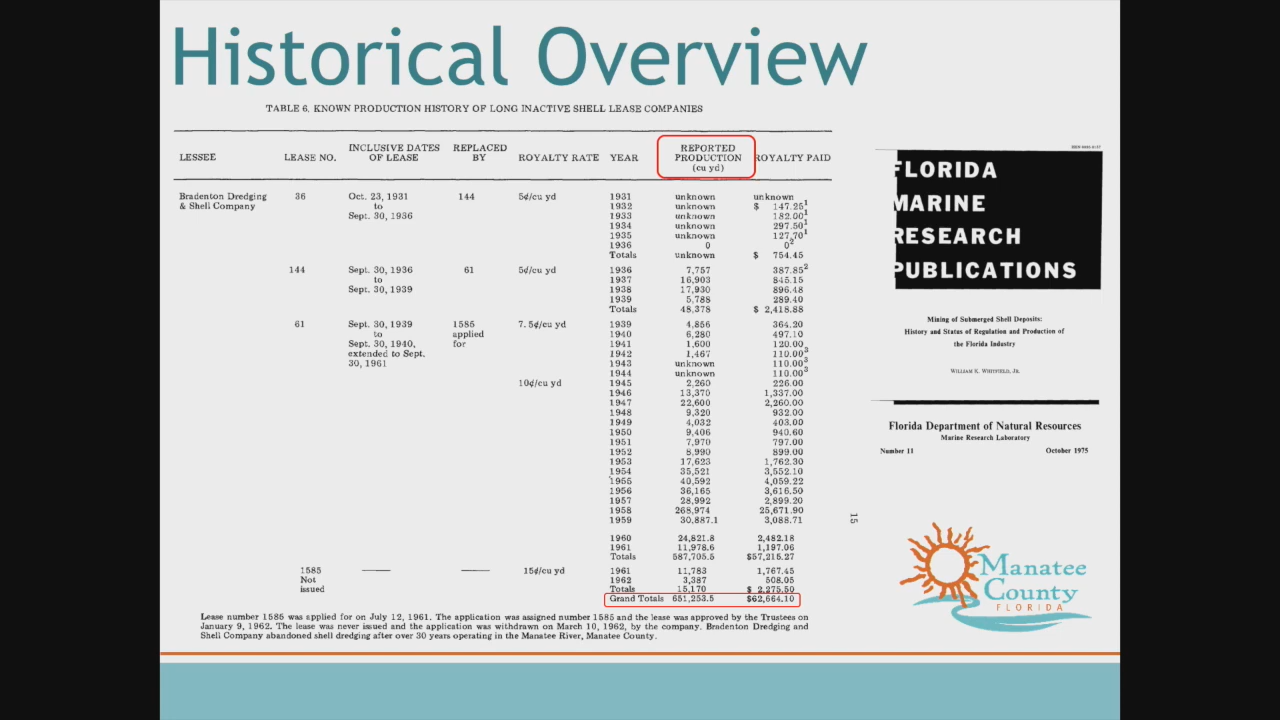 Historical Overview
TABLE 6. KNOWN PRODUCTION HISTORY OF LONG INACTIVE SHELL LEASE COMPANIES
LESSEE LEASE NO. INCLUSIVE DATES OF LEASE REPLACED BY ROYALTY RATE YEAR REPORTED PRODUCTION (cu yd) ROYALTY PAID
Bradenton Dredging 36 Oct. 23, 1931 144 5¢/cu yd 1931 unknown unknown
& Shell Company to 1932 unknown $ 147.25¹
Sept. 30, 1936 1933 unknown 182.00¹
1934 unknown 297.50¹
1935 unknown 127.70¹
1936 0 0²
Totals unknown $ 754.45
144 Sept. 30, 1936 61 5¢/cu yd 1936 7,757 387.85²
to 1937 16,903 845.15
Sept. 30, 1939 1938 17,930 896.48
1939 5,788 289.40
Totals 48,378 $ 2,418.88
61 Sept. 30, 1939 1585 7.5¢/cu yd 1939 4,856 364.20
to applied 1940 6,280 497.10
Sept. 30, 1940, for 1941 1,600 120.00
extended to Sept. 1942 1,467 110.00³
30, 1961 1943 unknown 110.00³
1944 unknown 110.00³
10¢/cu yd 1945 2,260 226.00
1946 13,370 1,337.00
1947 22,600 2,260.00
1948 9,320 932.00
1949 4,032 403.00
1950 9,406 940.60
1951 7,970 797.00
1952 8,990 899.00
1953 17,623 1,762.30
1954 35,521 3,552.10
1955 40,592 4,059.22
1956 36,165 3,616.50
1957 28,992 2,899.20
1958 268,974 25,671.90
1959 30,887.1 3,088.71
1960 24,821.8 2,482.18
1961 11,978.6 1,197.06
Totals 587,705.5 $57,215.27
1585 15¢/cu yd 1961 11,783 1,767.45
Not 1962 3,387 508.05
issued Totals 15,170 $ 2,275.50
Grand Totals 651,253.5 $62,664.10
Lease number 1585 was applied for on July 12, 1961. The application was assigned number 1585 and the lease was approved by the Trustees on
January 9, 1962. The lease was never issued and the application was withdrawn on March 10, 1962, by the company. Bradenton Dredging and
Shell Company abandoned shell dredging after over 30 years operating in the Manatee River, Manatee County.
15
FLORIDA
MARINE
RESEARCH
PUBLICATIONS
Mining of Submerged Shell Deposits:
History and Status of Regulation and Production of
the Florida Industry
WILLIAM K. WHITFIELD, JR.
Florida Department of Natural Resources
Marine Research Laboratory
Number 11 October 1975
Manatee
County
FLORIDA